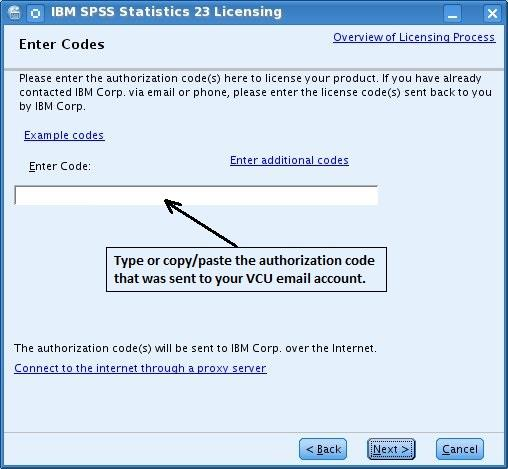 IBM SPSS Statistics 23 Licensing
Enter Codes
Overview of Licensing Process
Please enter the authorization code(s) here to license your product. If you have already
contacted IBM Corp. via email or phone, please enter the license code(s) sent back to you
by IBM Corp.
Example codes
Enter Code:
Enter additional codes
Type or copy/paste the authorization code
that was sent to your VCU email account.
The authorization code(s) will be sent to IBM Corp. over the Internet.
Connect to the internet through a proxy server
< Back
Next >
Cancel